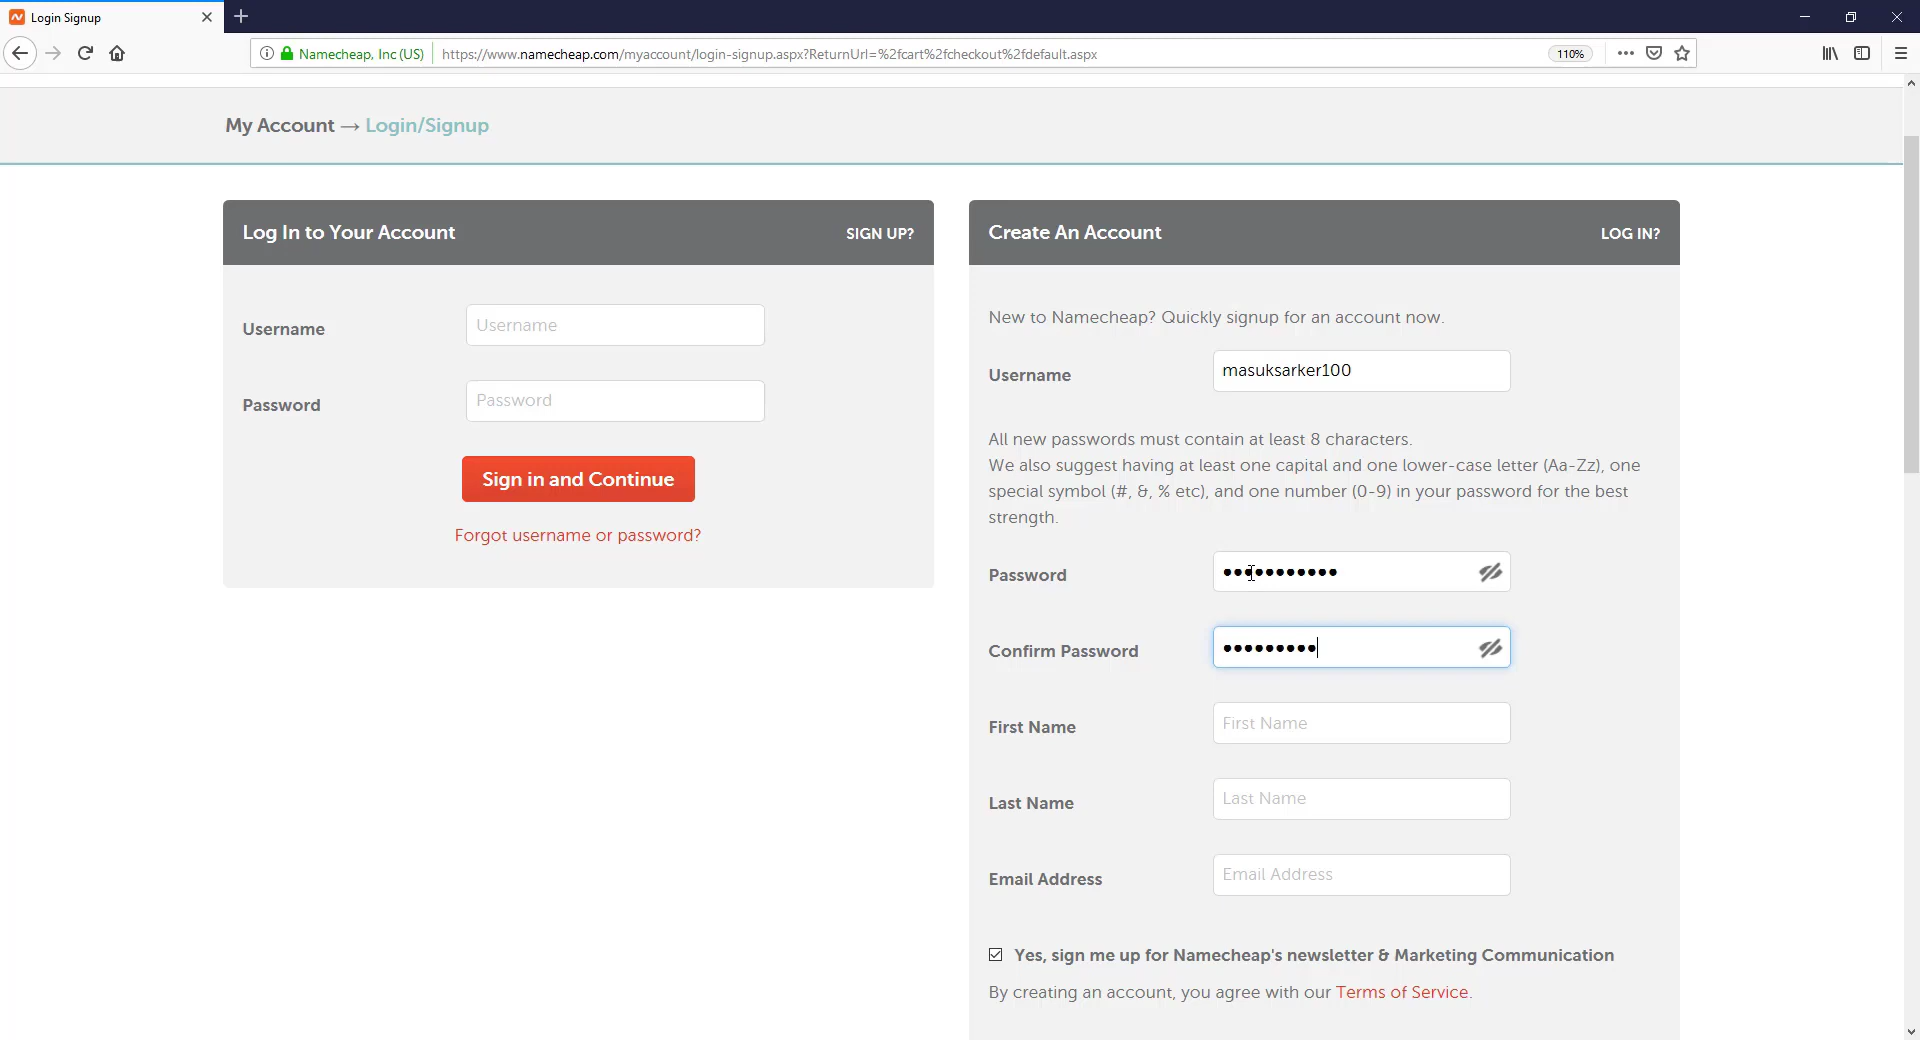 Login Signup
Namecheap, Inc (US)
https://www.namecheap.com/myaccount/login-signup.aspx?ReturnUrl=%2fcart%2fcheckout%2fdefault.aspx
110%
My Account → Login/Signup
Log In to Your Account
SIGN UP?
Username
Username
Password
Password
Sign in and Continue
Forgot username or password?
Create An Account
LOG IN?
New to Namecheap? Quickly signup for an account now.
Username
masuksarker100
All new passwords must contain at least 8 characters.
We also suggest having at least one capital and one lower-case letter (Aa-Zz), one
special symbol (#, &, % etc), and one number (0-9) in your password for the best
strength.
Password
•••••••••••
Confirm Password
•••••••••
First Name
First Name
Last Name
Last Name
Email Address
Email Address
Yes, sign me up for Namecheap's newsletter & Marketing Communication
By creating an account, you agree with our Terms of Service.